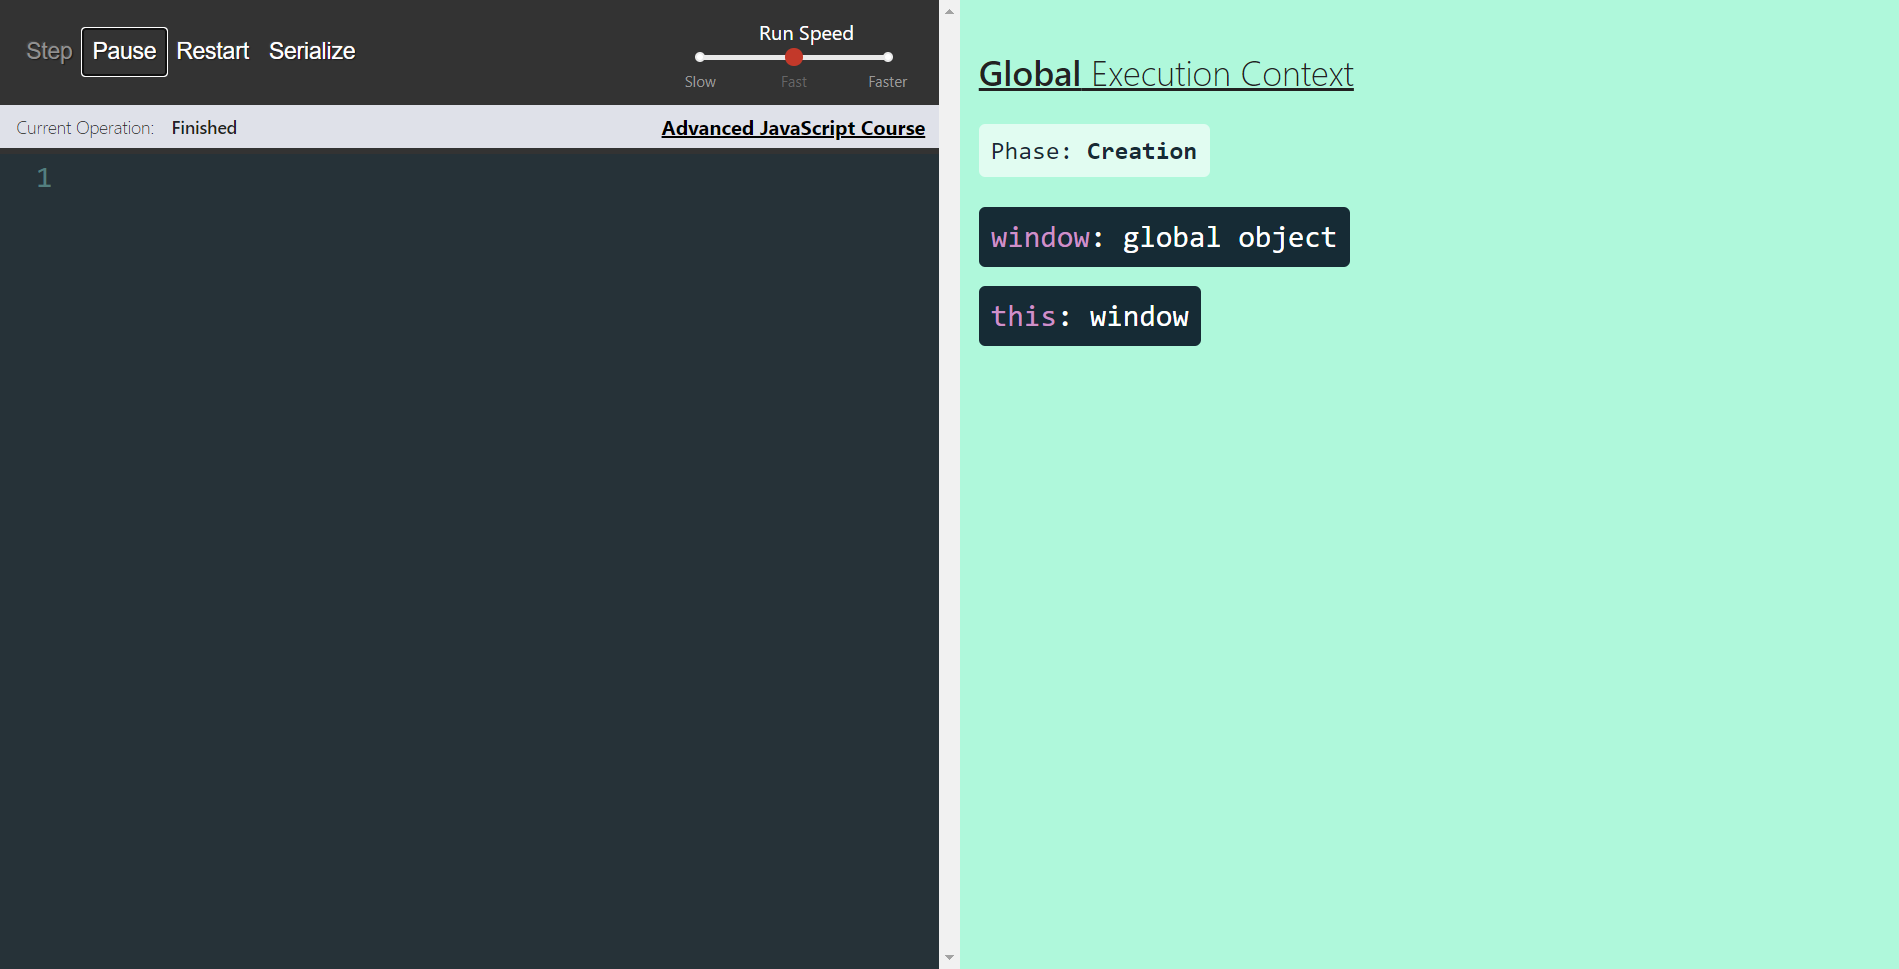 Step Pause Restart Serialize
Run Speed
Slow Fast Faster
Current Operation: Finished
Advanced JavaScript Course
1
Global Execution Context
Phase: Creation
window: global object
this: window